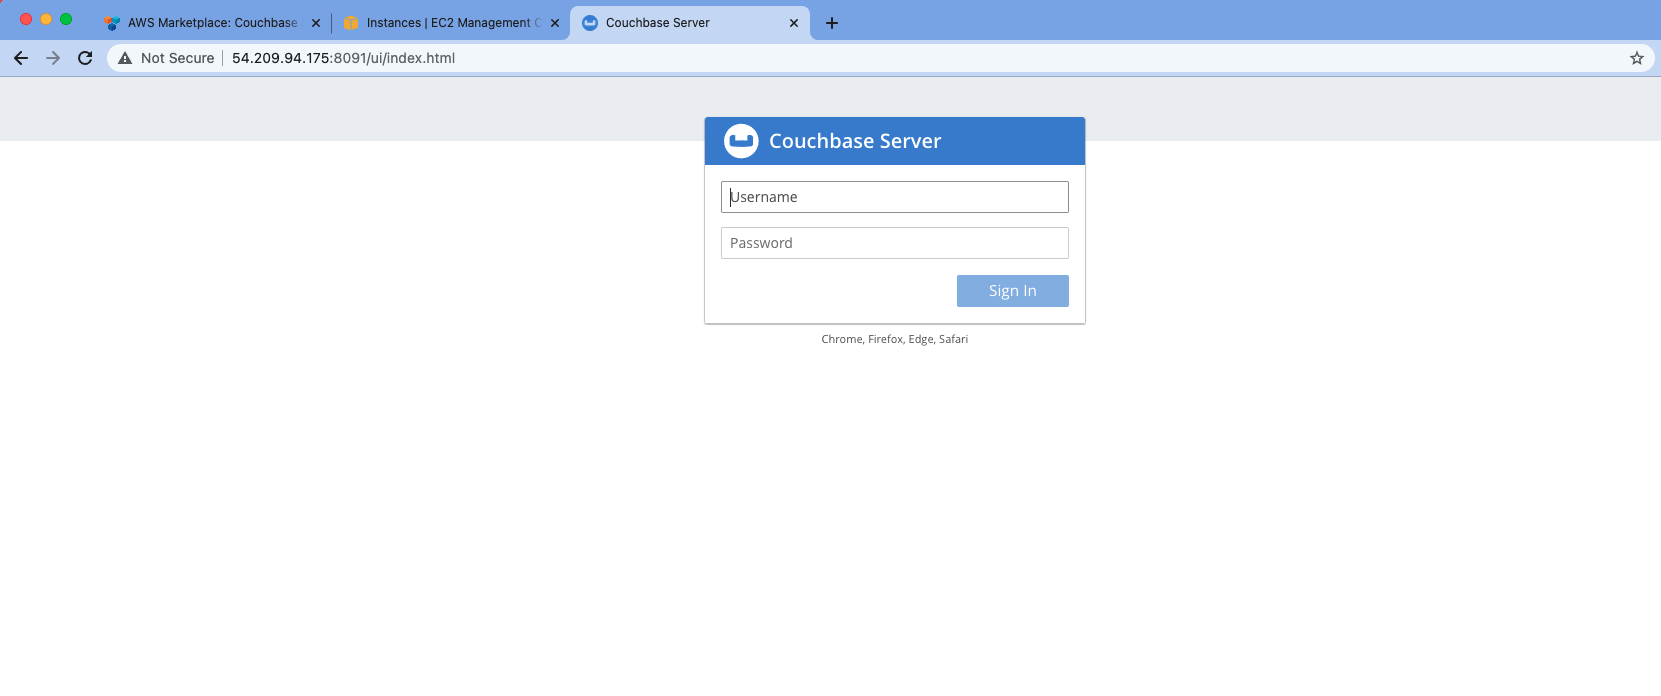 AWS Marketplace: Couchbase
Instances | EC2 Management C
Couchbase Server
Not Secure
54.209.94.175:8091/ui/index.html
Couchbase Server
Username
Password
Sign In
Chrome, Firefox, Edge, Safari